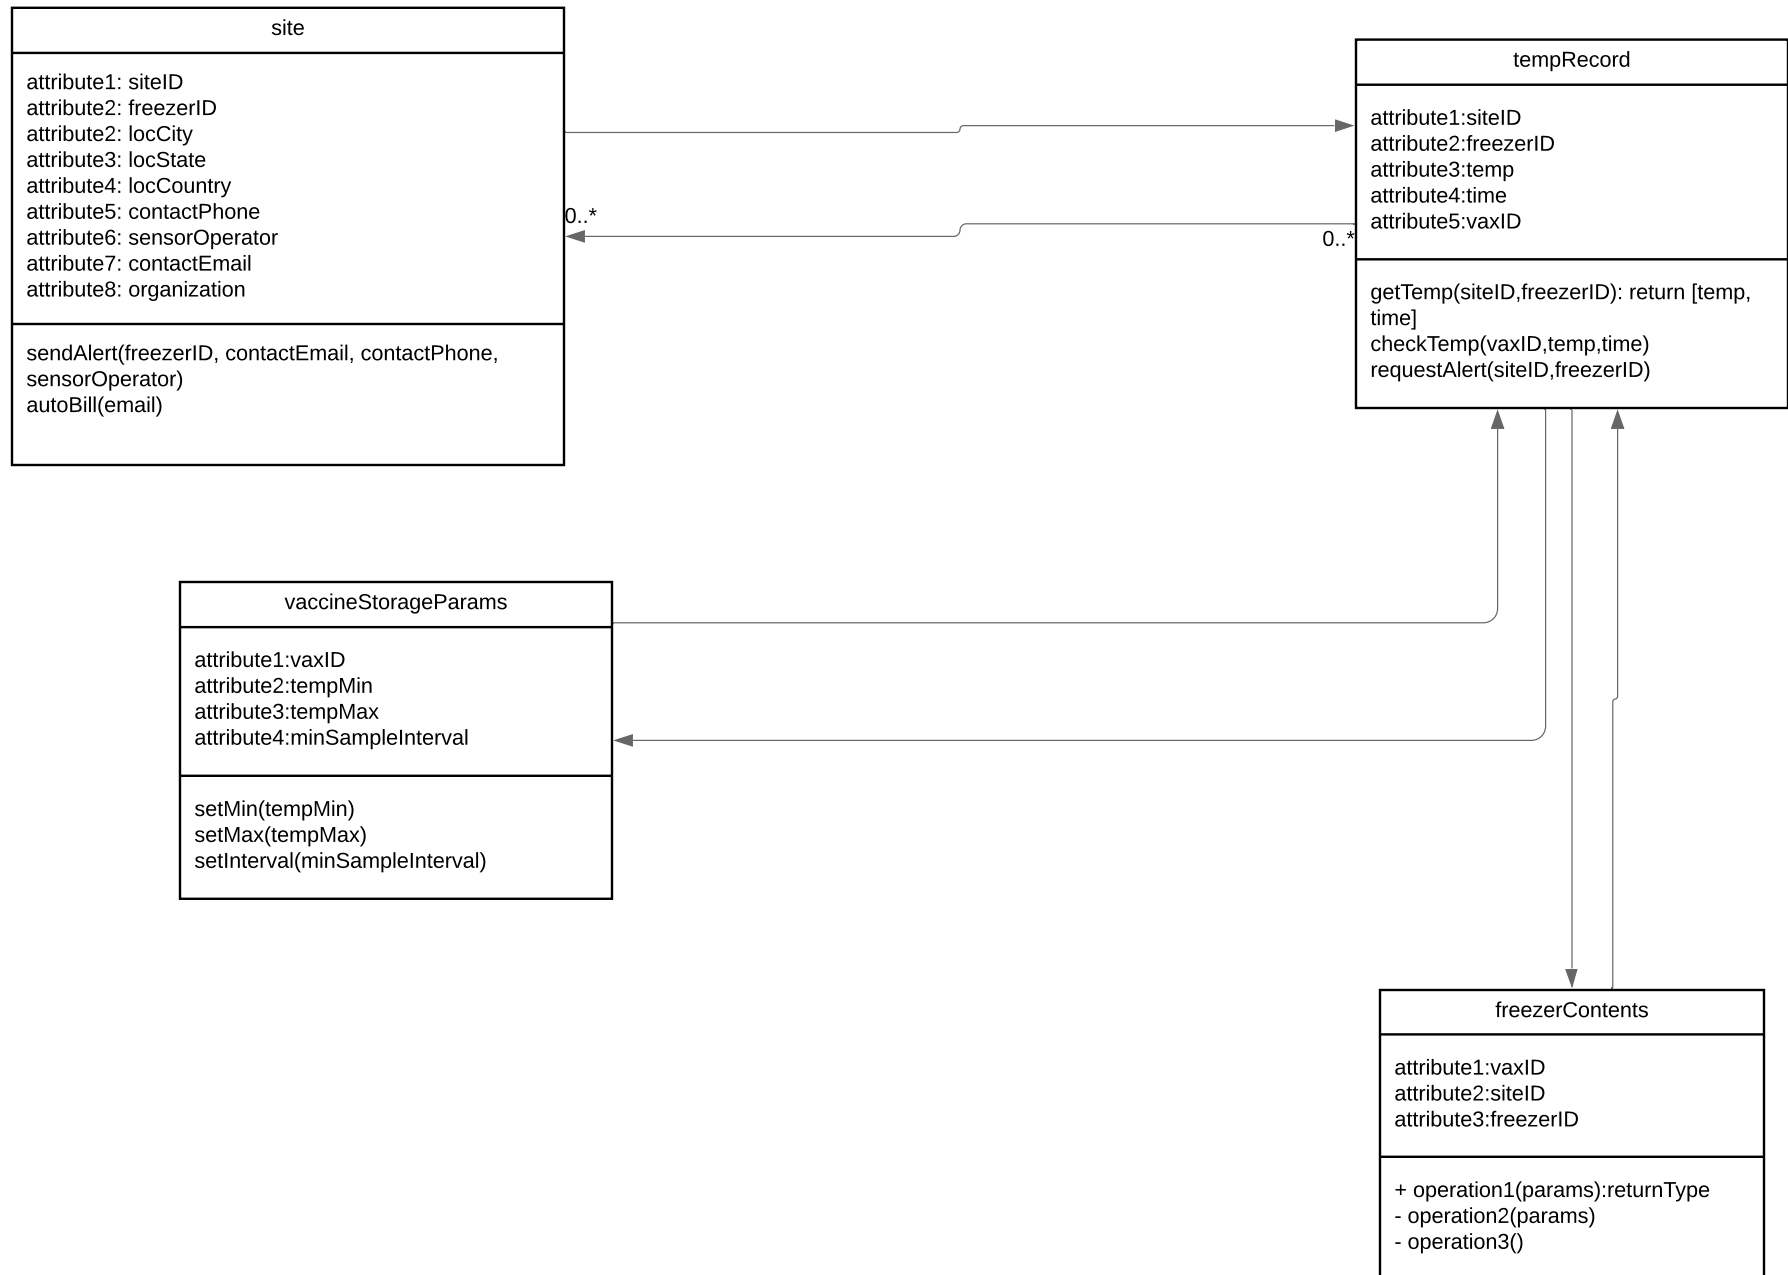 site
attribute1: siteID
attribute2: freezerID
attribute2: locCity
attribute3: locState
attribute4: locCountry
attribute5: contactPhone
attribute6: sensorOperator
attribute7: contactEmail
attribute8: organization
sendAlert(freezerID, contactEmail, contactPhone,
sensorOperator)
autoBill(email)
0..*
0..*
tempRecord
attribute1:siteID
attribute2:freezerID
attribute3:temp
attribute4:time
attribute5:vaxID
getTemp(siteID,freezerID): return [temp,
time]
checkTemp(vaxID,temp,time)
requestAlert(siteID,freezerID)
vaccineStorageParams
attribute1:vaxID
attribute2:tempMin
attribute3:tempMax
attribute4:minSampleInterval
setMin(tempMin)
setMax(tempMax)
setInterval(minSampleInterval)
freezerContents
attribute1:vaxID
attribute2:siteID
attribute3:freezerID
+ operation1(params):returnType
- operation2(params)
- operation3()